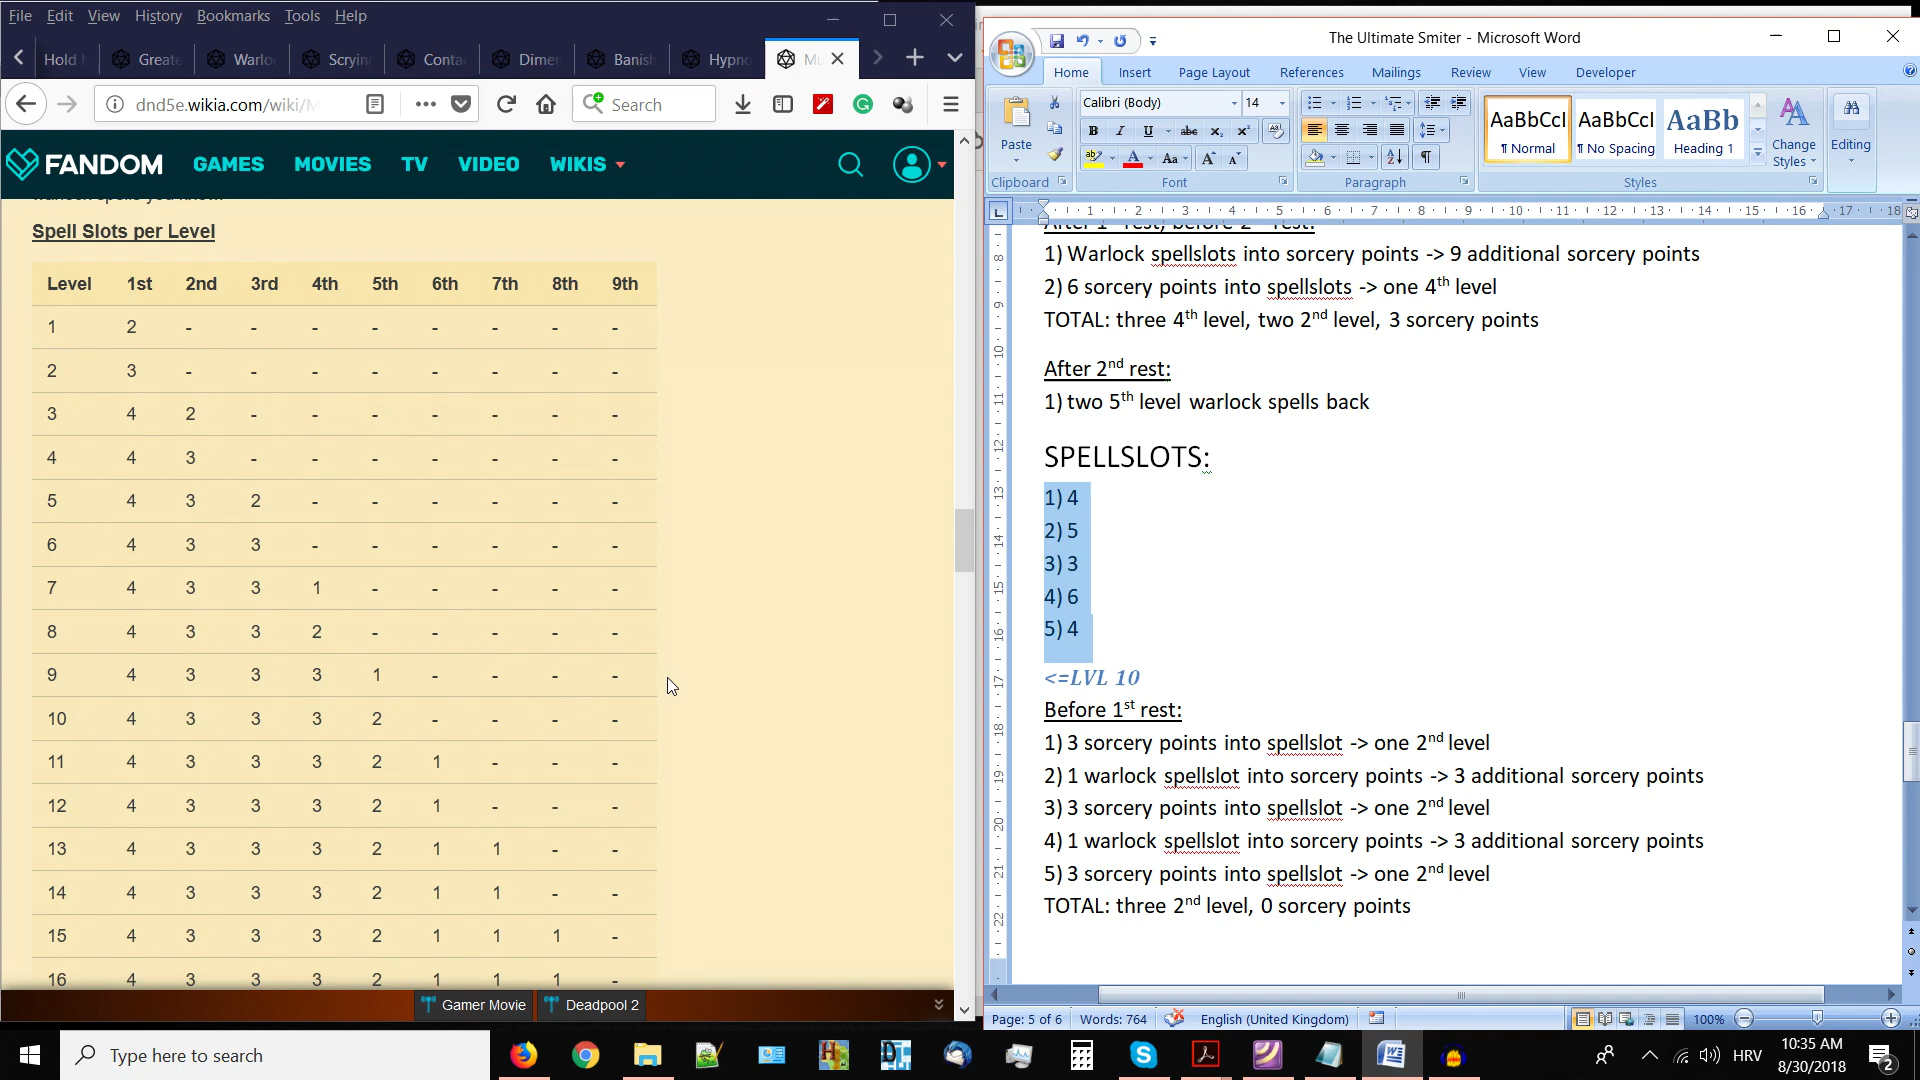 File Edit View History Bookmarks Tools Help
Hold Greate Warlo Scryin Conta Dimen Banish Hypno
dnd5e.wikia.com/wiki/M Search
FANDOM GAMES MOVIES TV VIDEO WIKIS
Spell Slots per Level
Level 1st 2nd 3rd 4th 5th 6th 7th 8th 9th
1 2 - - - - - - - -
2 3 - - - - - - - -
3 4 2 - - - - - - -
4 4 3 - - - - - - -
5 4 3 2 - - - - - -
6 4 3 3 - - - - - -
7 4 3 3 1 - - - - -
8 4 3 3 2 - - - - -
9 4 3 3 3 1 - - - -
10 4 3 3 3 2 - - - -
11 4 3 3 3 2 1 - - -
12 4 3 3 3 2 1 - - -
13 4 3 3 3 2 1 1 - -
14 4 3 3 3 2 1 1 - -
15 4 3 3 3 2 1 1 1 -
16 4 3 3 3 2 1 1 1 -
Gamer Movie Deadpool 2
The Ultimate Smiter - Microsoft Word
Home Insert Page Layout References Mailings Review View Developer
Calibri (Body) 14
AaBbCcI AaBbCcI AaBb
Paste ¶ Normal ¶ No Spacing Heading 1 Change Styles Editing
Clipboard Font Paragraph Styles
1) Warlock spellslots into sorcery points -> 9 additional sorcery points
2) 6 sorcery points into spellslots -> one 4th level
TOTAL: three 4th level, two 2nd level, 3 sorcery points
After 2nd rest:
1) two 5th level warlock spells back
SPELLSLOTS:
1) 4
2) 5
3) 3
4) 6
5) 4
<=LVL 10
Before 1st rest:
1) 3 sorcery points into spellslot -> one 2nd level
2) 1 warlock spellslot into sorcery points -> 3 additional sorcery points
3) 3 sorcery points into spellslot -> one 2nd level
4) 1 warlock spellslot into sorcery points -> 3 additional sorcery points
5) 3 sorcery points into spellslot -> one 2nd level
TOTAL: three 2nd level, 0 sorcery points
Page: 5 of 6 Words: 764 English (United Kingdom) 100%
Type here to search
HRV 10:35 AM
8/30/2018 2